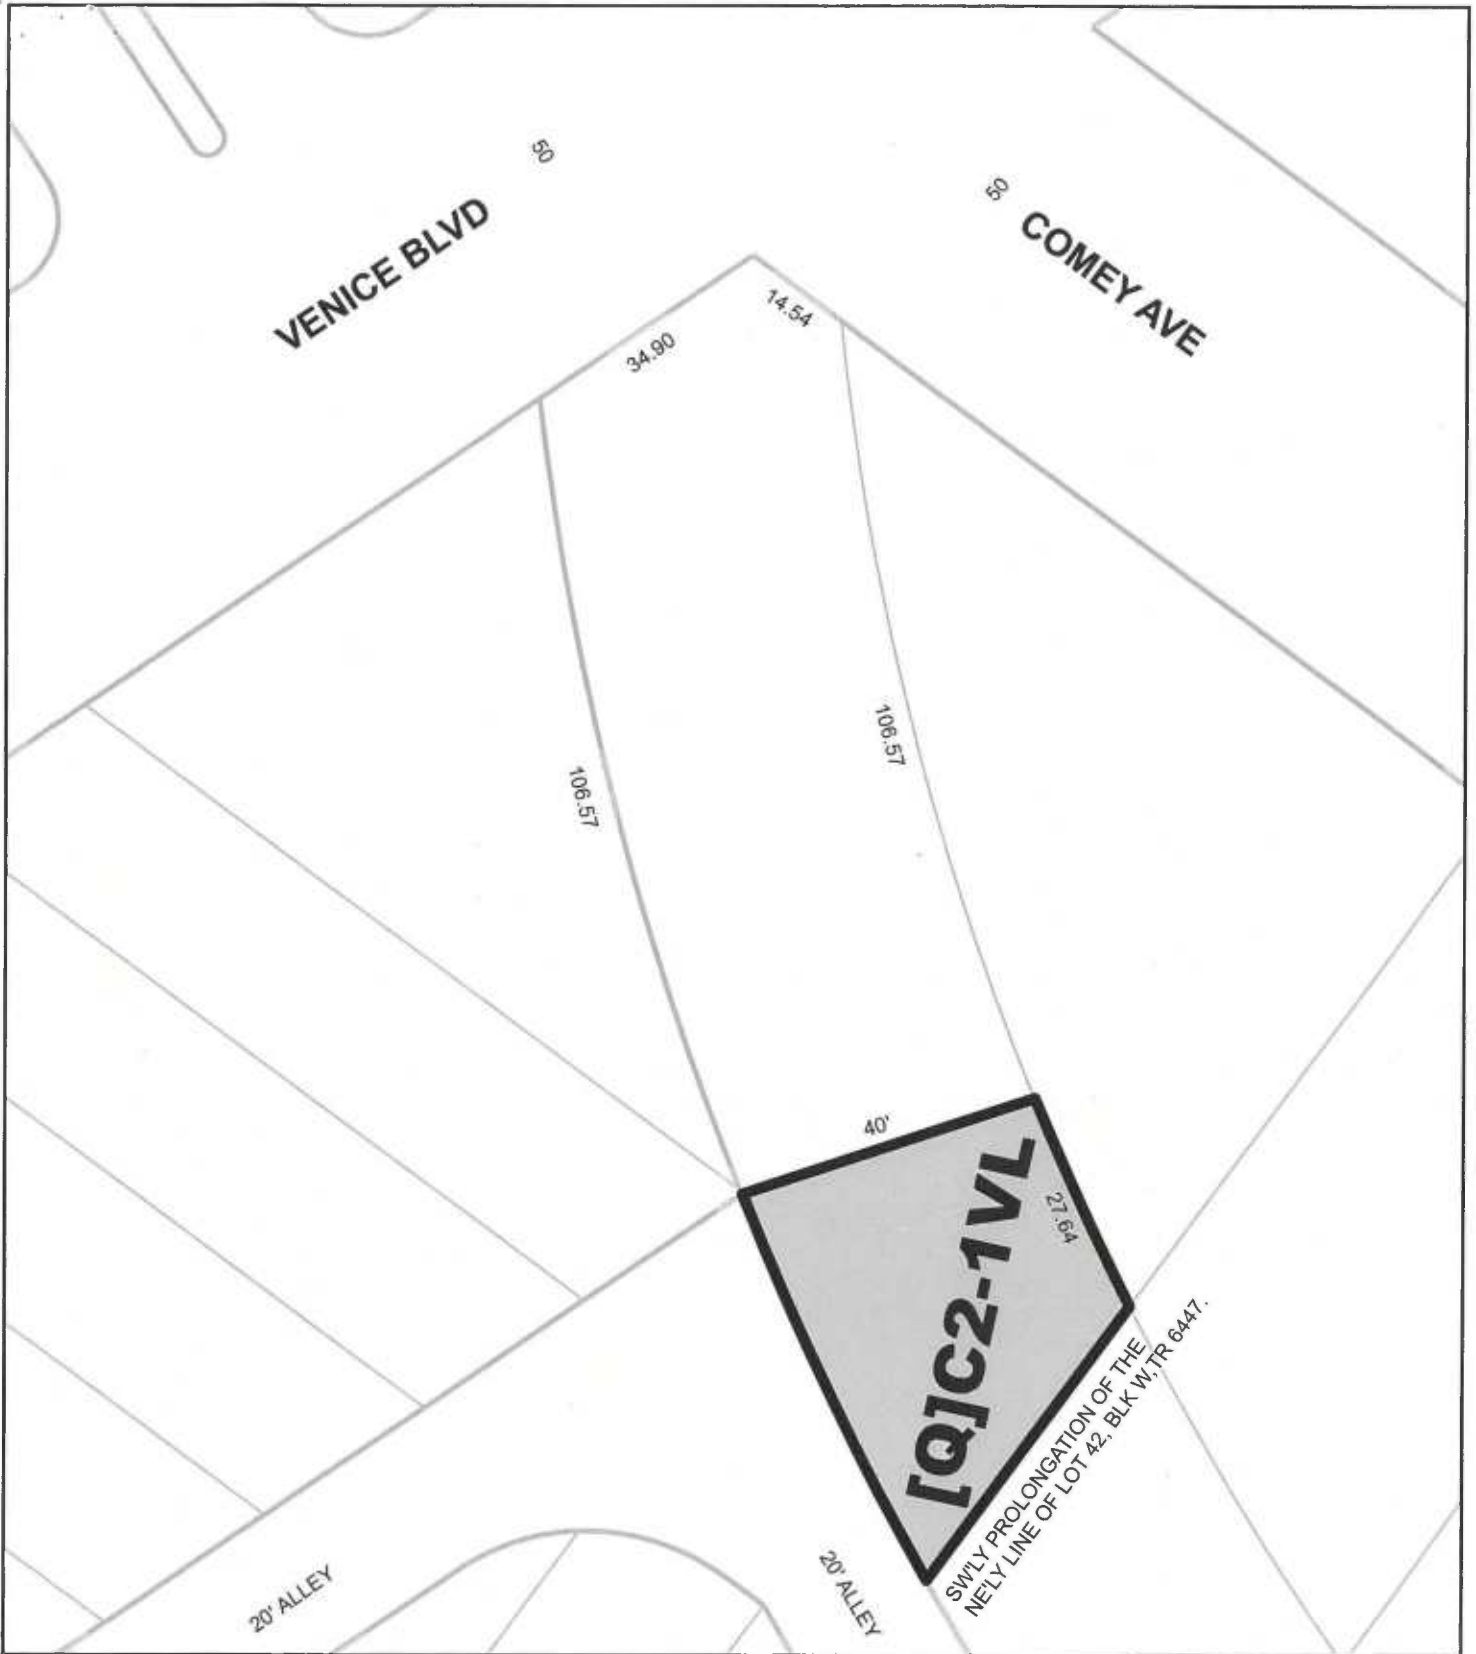 50
50
VENICE BLVD
COMEY AVE
14.54
34.90
106.57
106.57
40'
27.64
[Q]C2-1VL
SW'LY PROLONGATION OF THE
NE'LY LINE OF LOT 42, BLK W,TR 6447.
20' ALLEY
20' ALLEY